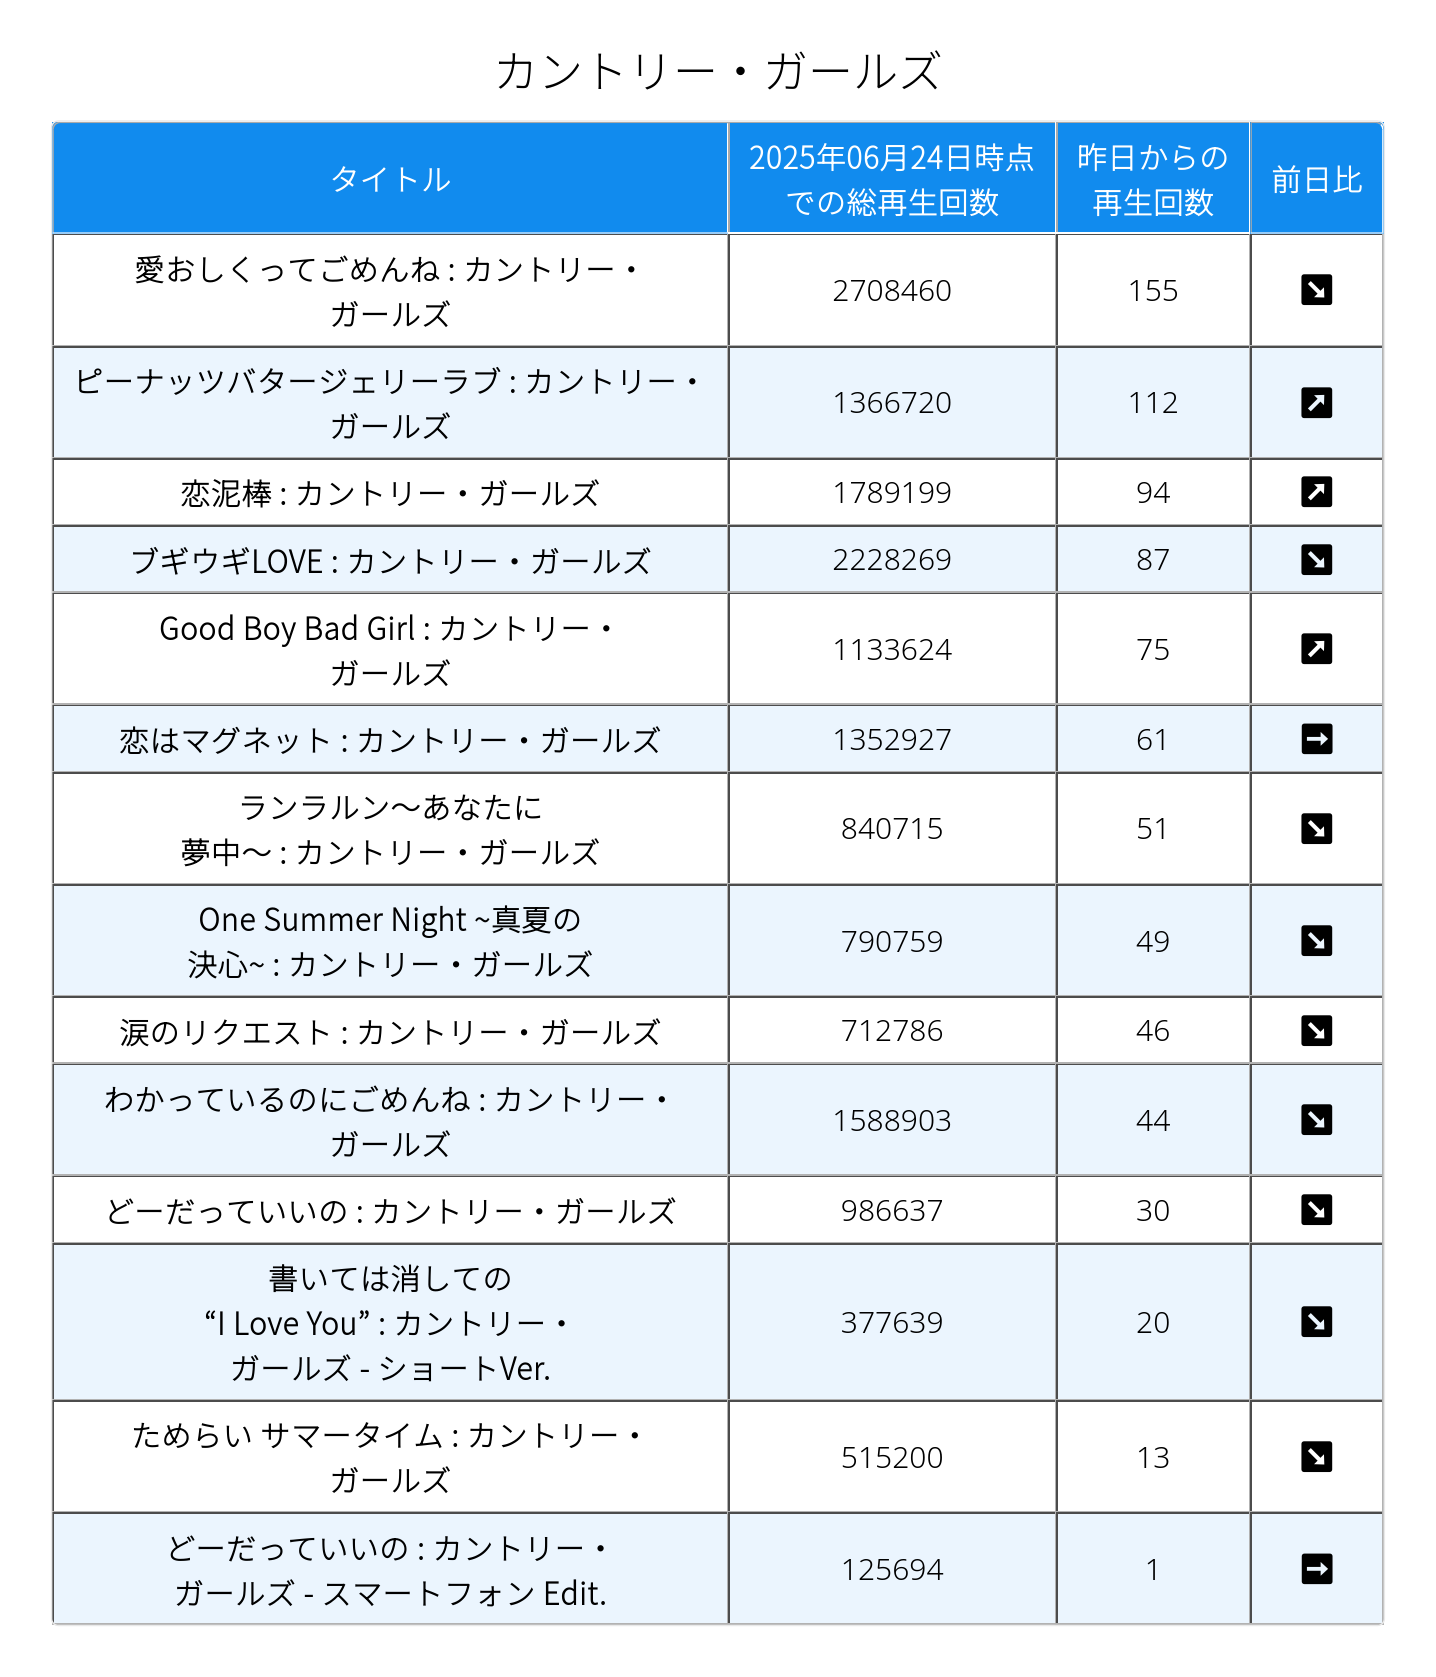 カントリー・ガールズ
タイトル
2025年06月24日時点
での総再生回数
昨日からの
再生回数
前日比
愛おしくってごめんね : カントリー・
ガールズ
2708460
155
↘
ピーナッツバタージェリーラブ : カントリー・
ガールズ
1366720
112
↗
恋泥棒 : カントリー・ガールズ
1789199
94
↗
ブギウギLOVE : カントリー・ガールズ
2228269
87
↘
Good Boy Bad Girl : カントリー・
ガールズ
1133624
75
↗
恋はマグネット : カントリー・ガールズ
1352927
61
→
ランラルン〜あなたに
夢中〜 : カントリー・ガールズ
840715
51
↘
One Summer Night ~真夏の
決心~ : カントリー・ガールズ
790759
49
↘
涙のリクエスト : カントリー・ガールズ
712786
46
↘
わかっているのにごめんね : カントリー・
ガールズ
1588903
44
↘
どーだっていいの : カントリー・ガールズ
986637
30
↘
書いては消しての
“I Love You” : カントリー・
ガールズ - ショートVer.
377639
20
↘
ためらい サマータイム : カントリー・
ガールズ
515200
13
↘
どーだっていいの : カントリー・
ガールズ - スマートフォン Edit.
125694
1
→